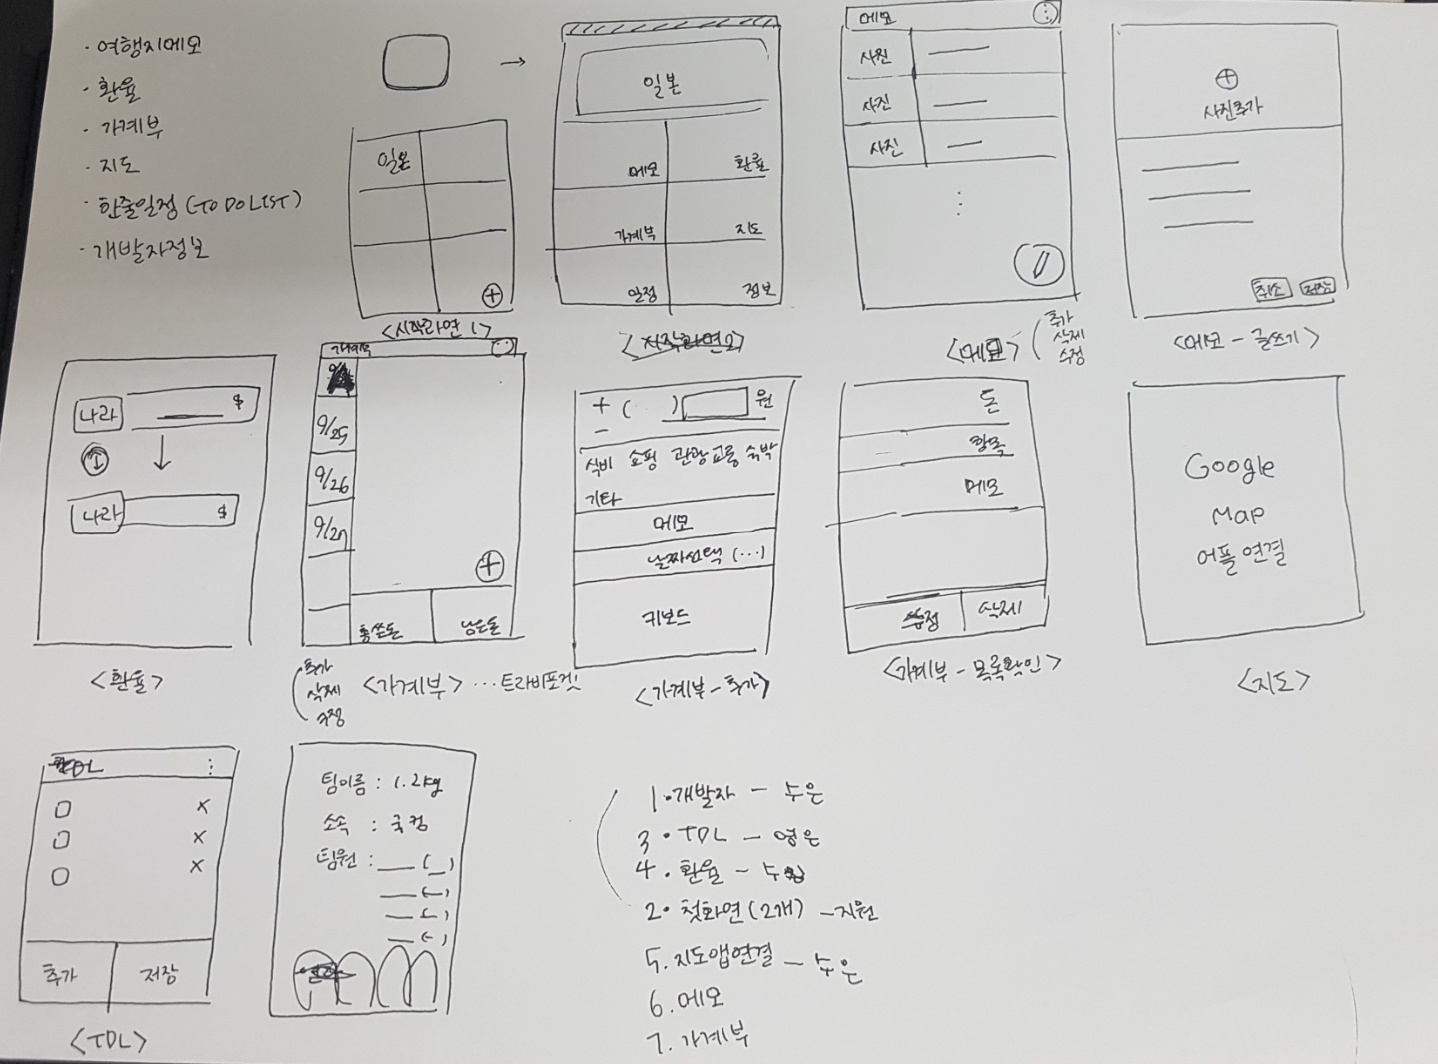 · 여행지메모
· 환율
· 가계부
· 지도
· 한줄일정 (TO DO LIST)
· 개발자정보
→
일본
<시작화면 1>
일본
메모
환율
가계부
지도
일정
정보
<시작화면2>
메모
사진
사진
사진
<메모>
추가
삭제
수정
사진추가
취소
저장
<메모 - 글쓰기>
나라
$
나라
$
<환율>
가계부
9/25
9/26
9/27
총쓴돈
남은돈
추가
삭제
수정
<가계부> ... 트라비포켓
+ ( ) 원
-
식비 쇼핑 관광 교통 숙박
기타
메모
날짜선택 (...)
키보드
<가계부 - 추가>
돈
항목
메모
수정
삭제
<가계부 - 목록확인>
Google
Map
어플연결
<지도>
TDL
X
X
X
추가
저장
<TDL>
팀이름 :
소속 : 국컴
팀원 :
1. 개발자 - 수은
3. TDL - 영은
4. 환율 -
2. 첫화면 (2개) - 지원
5. 지도앱연결 - 수은
6. 메모
7. 가계부